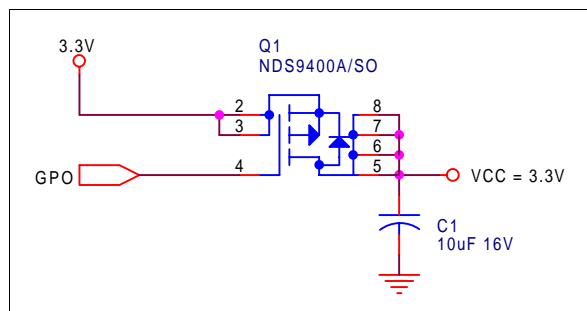 3.3V
Q1
NDS9400A/SO
2
3
4
8
7
6
5
GPO
VCC = 3.3V
C1
10uF 16V